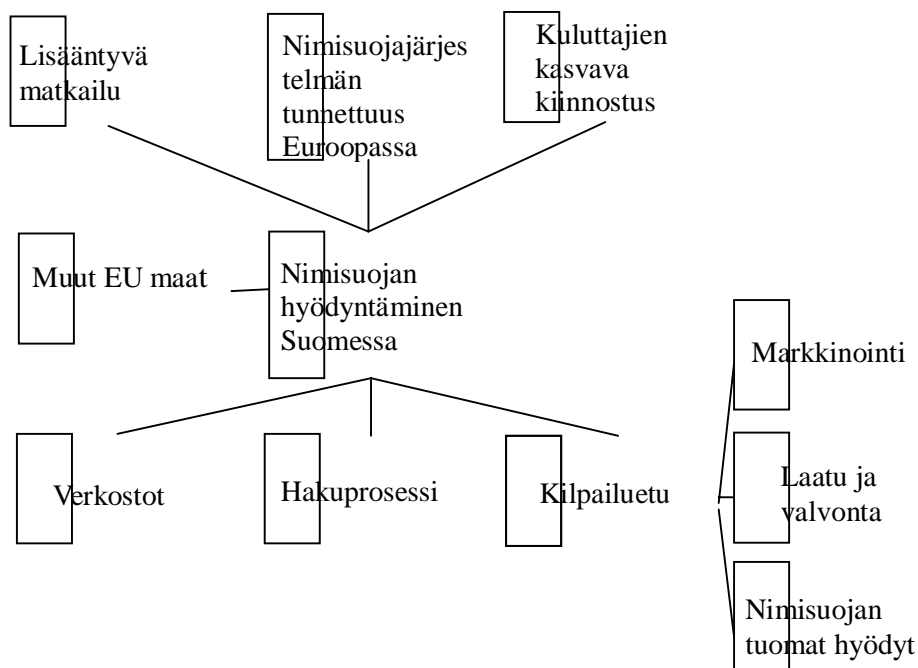 Lisääntyvä
matkailu
Nimisuojajärjes
telmän
tunnettuus
Euroopassa
Kuluttajien
kasvava
kiinnostus
Muut EU maat
Nimisuojan
hyödyntäminen
Suomessa
Verkostot
Hakuprosessi
Kilpailuetu
Markkinointi
Laatu ja
valvonta
Nimisuojan
tuomat hyödyt